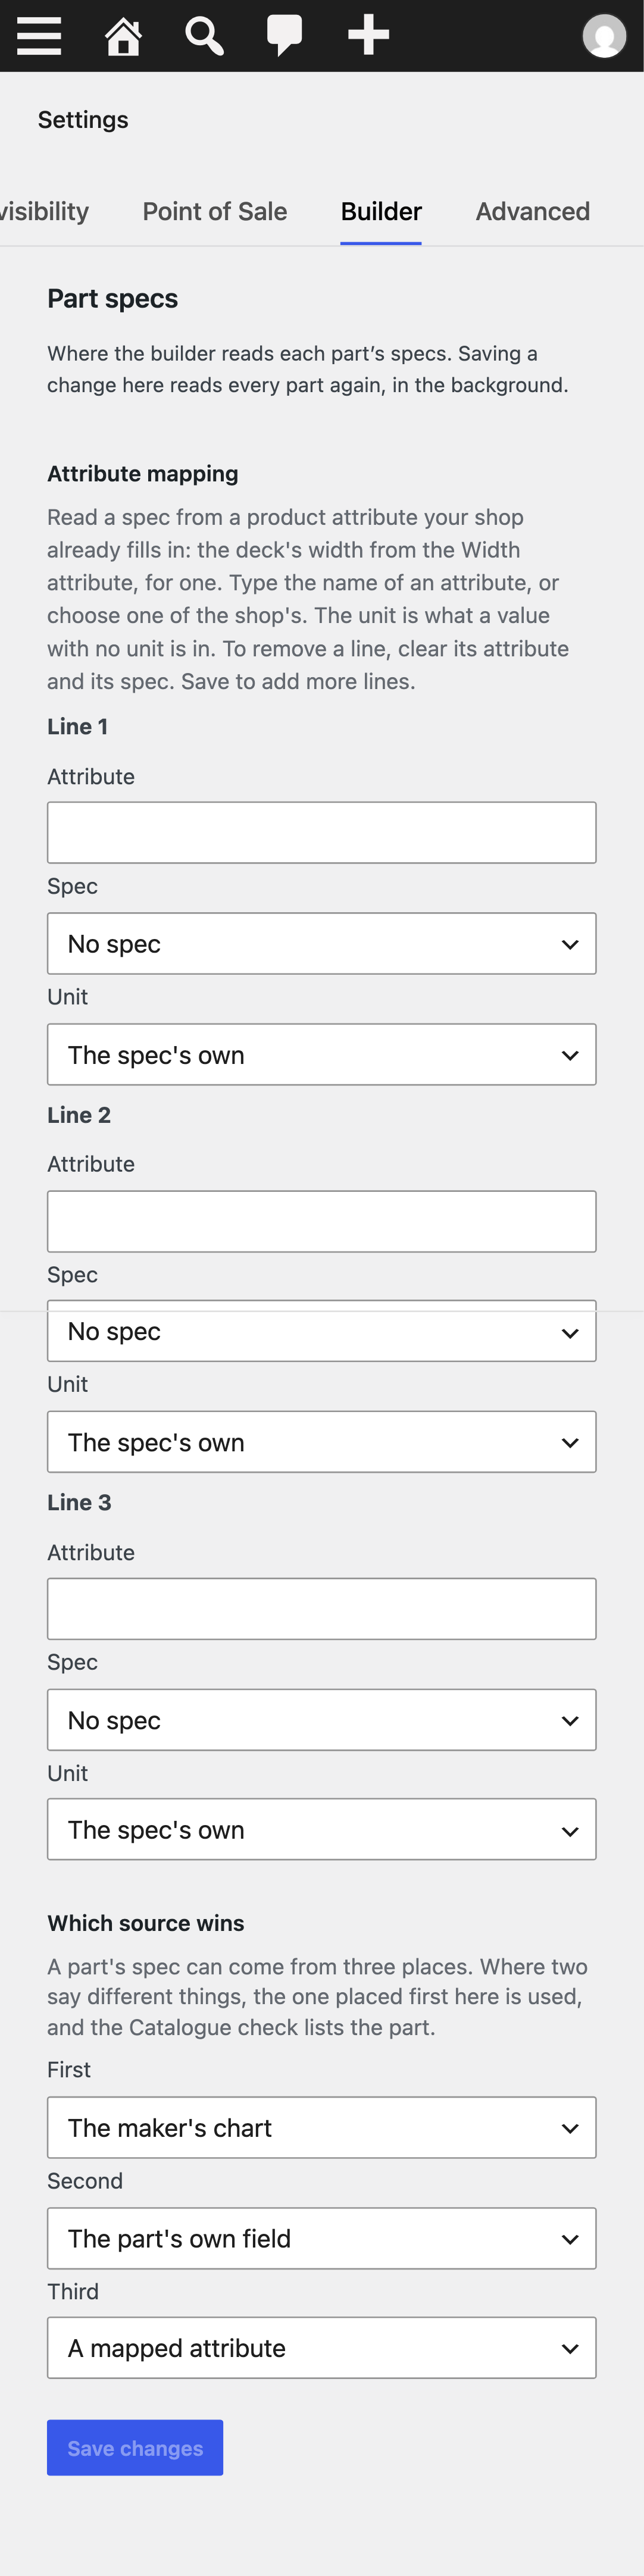 Settings
visibility
Point of Sale
Builder
Advanced
Part specs
Where the builder reads each part’s specs. Saving a
change here reads every part again, in the background.
Attribute mapping
Read a spec from a product attribute your shop
already fills in: the deck's width from the Width
attribute, for one. Type the name of an attribute, or
choose one of the shop's. The unit is what a value
with no unit is in. To remove a line, clear its attribute
and its spec. Save to add more lines.
Line 1
Attribute
Spec
No spec
Unit
The spec's own
Line 2
Attribute
Spec
No spec
Unit
The spec's own
Line 3
Attribute
Spec
No spec
Unit
The spec's own
Which source wins
A part's spec can come from three places. Where two
say different things, the one placed first here is used,
and the Catalogue check lists the part.
First
The maker's chart
Second
The part's own field
Third
A mapped attribute
Save changes